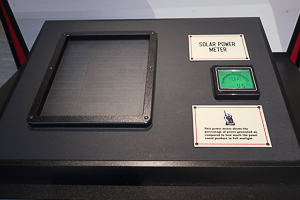 SOLAR POWER
METER
This power meter shows the
percentage of power generated as
compared to how much the panel
could produce in full sunlight.